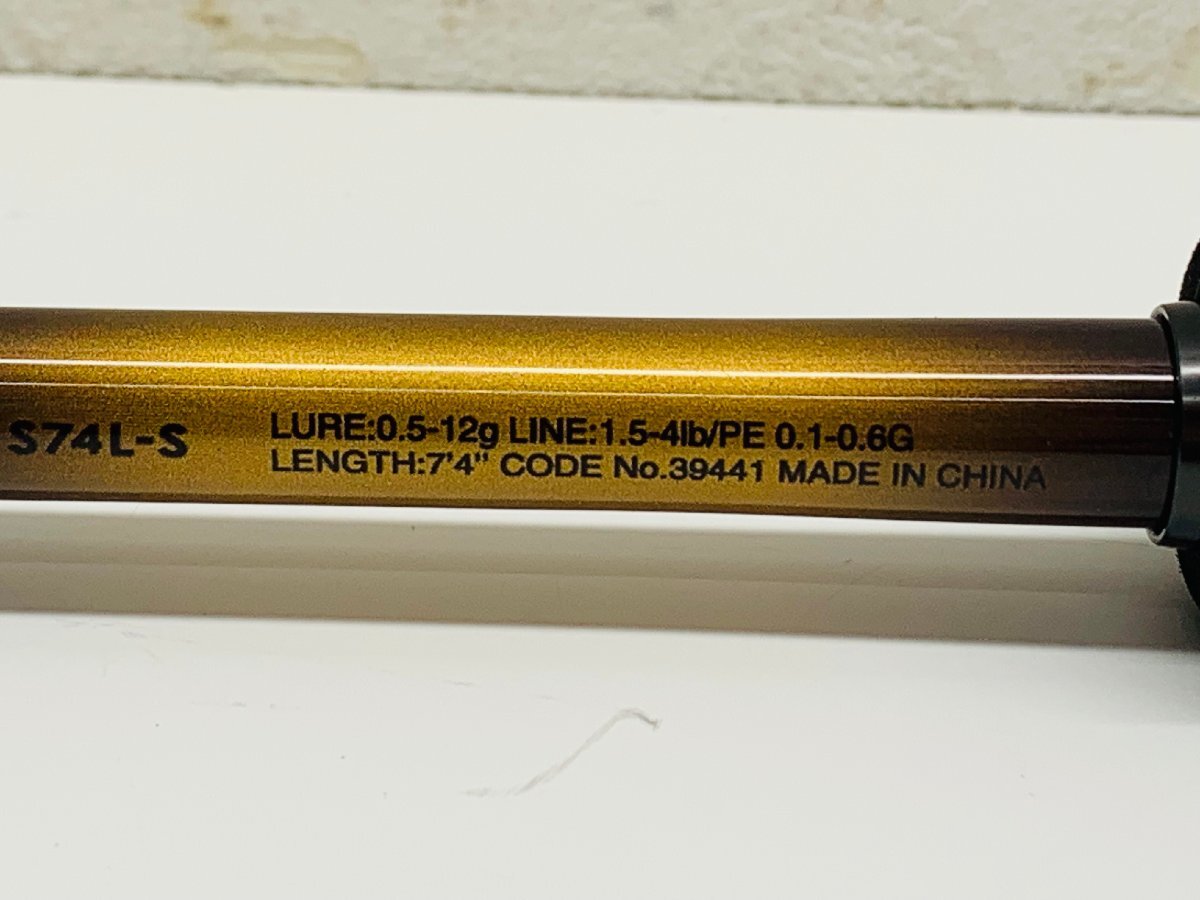 S74L-S
LURE:0.5-12g LINE:1.5-4lb/PE 0.1-0.6G
LENGTH:7'4" CODE No.39441 MADE IN CHINA